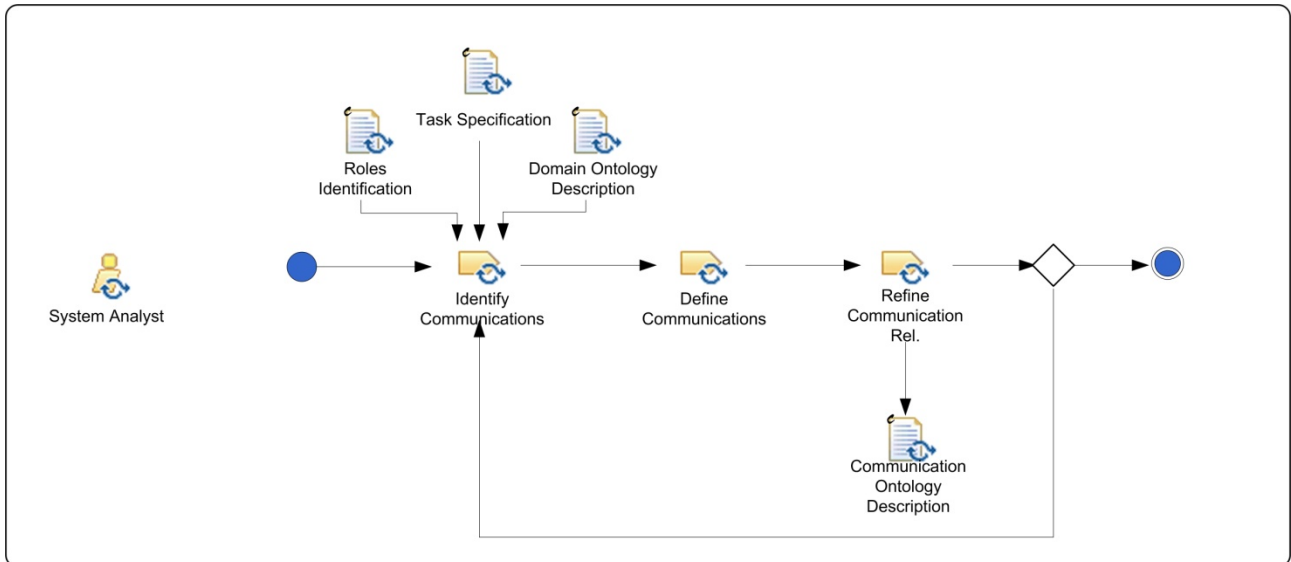 Task Specification
Roles
Identification
Domain Ontology
Description
System Analyst
Identify
Communications
Define
Communications
Refine
Communication
Rel.
Communication
Ontology
Description